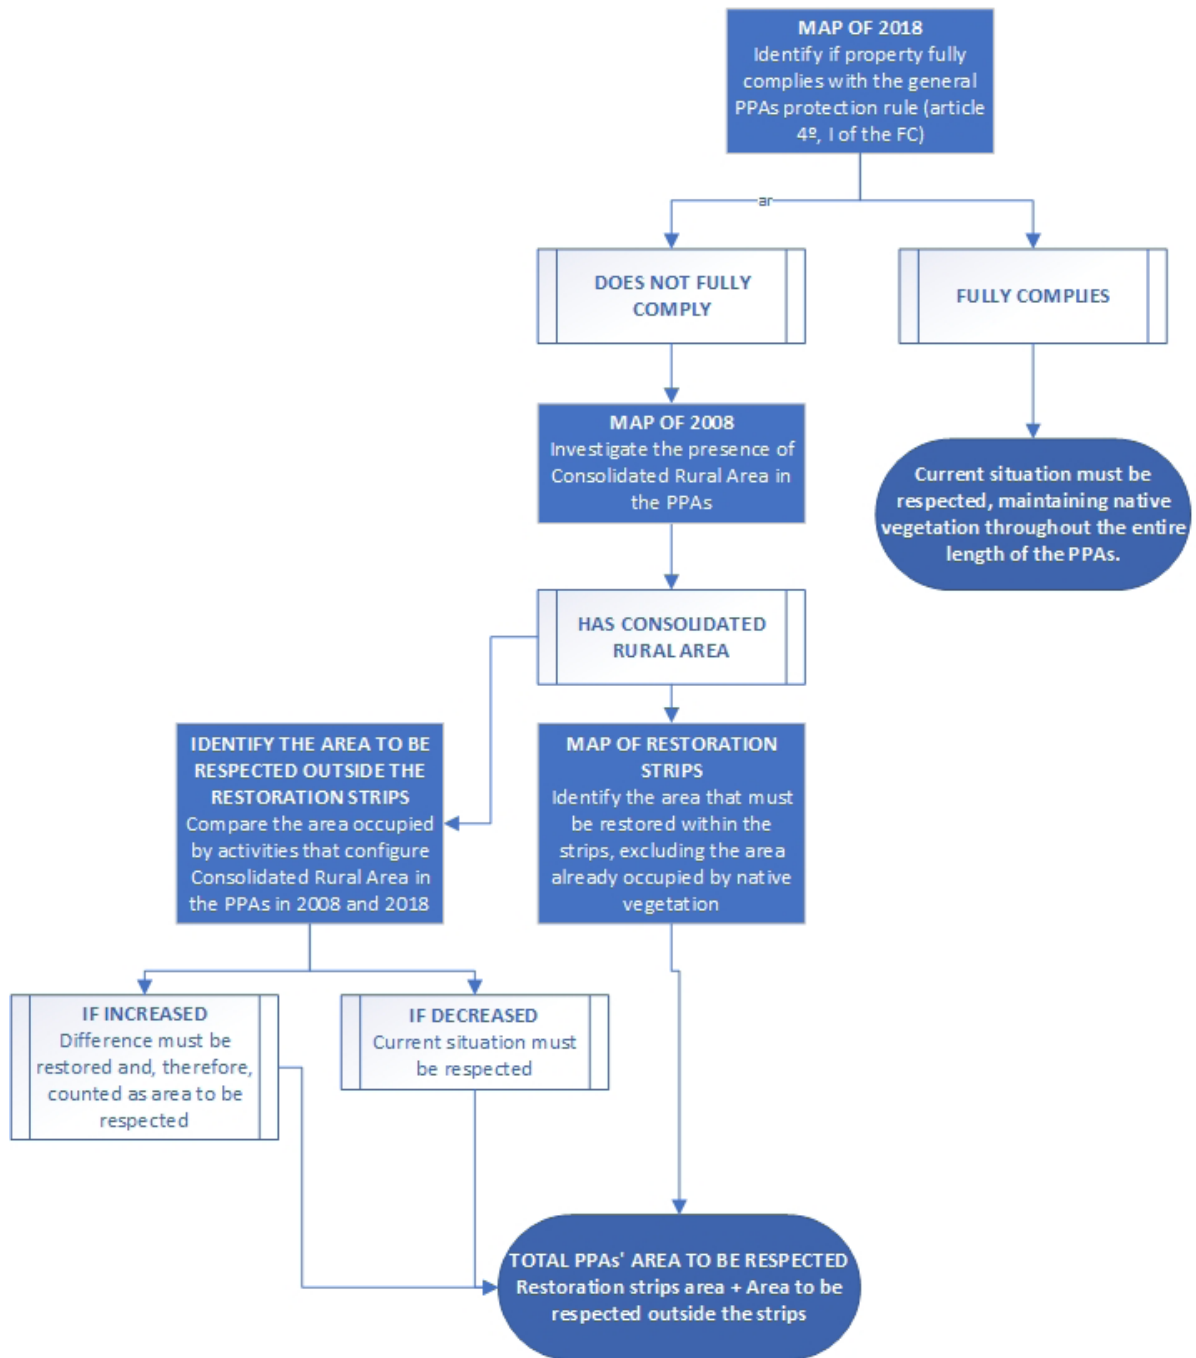 MAP OF 2018
Identify if property fully
complies with the general
PPAs protection rule (article
4º, I of the FC)
ar
DOES NOT FULLY
COMPLY
FULLY COMPLIES
MAP OF 2008
Investigate the presence of
Consolidated Rural Area in
the PPAs
Current situation must be
respected, maintaining native
vegetation throughout the entire
length of the PPAs.
HAS CONSOLIDATED
RURAL AREA
IDENTIFY THE AREA TO BE
RESPECTED OUTSIDE THE
RESTORATION STRIPS
Compare the area occupied
by activities that configure
Consolidated Rural Area in
the PPAs in 2008 and 2018
MAP OF RESTORATION
STRIPS
Identify the area that must
be restored within the
strips, excluding the area
already occupied by native
vegetation
IF INCREASED
Difference must be
restored and, therefore,
counted as area to be
respected
IF DECREASED
Current situation must
be respected
TOTAL PPAs' AREA TO BE RESPECTED
Restoration strips area + Area to be
respected outside the strips